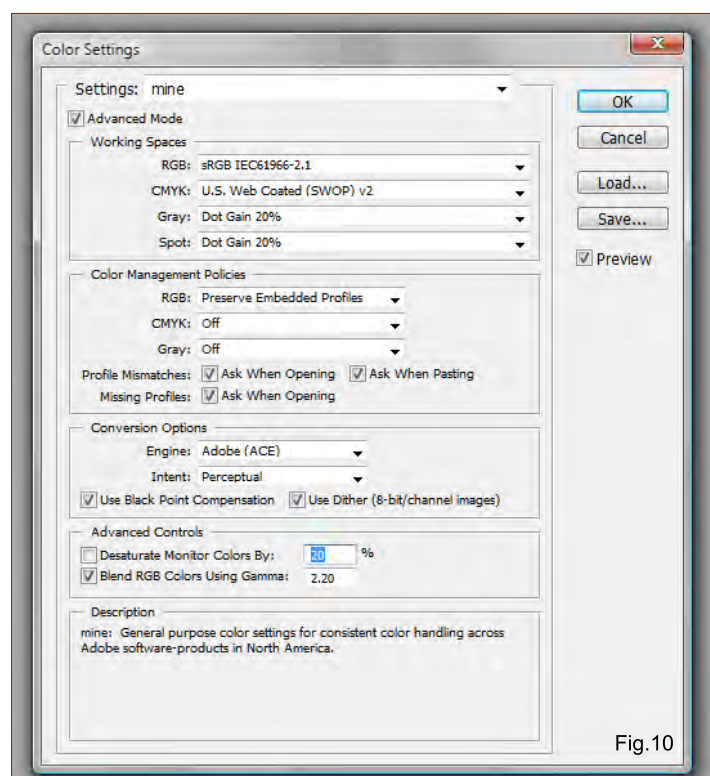 Color Settings
Settings: mine
Advanced Mode
Working Spaces
RGB: sRGB IEC61966-2.1
CMYK: U.S. Web Coated (SWOP) v2
Gray: Dot Gain 20%
Spot: Dot Gain 20%
Color Management Policies
RGB: Preserve Embedded Profiles
CMYK: Off
Gray: Off
Profile Mismatches: Ask When Opening Ask When Pasting
Missing Profiles: Ask When Opening
Conversion Options
Engine: Adobe (ACE)
Intent: Perceptual
Use Black Point Compensation Use Dither (8-bit/channel images)
Advanced Controls
Desaturate Monitor Colors By: 20 %
Blend RGB Colors Using Gamma: 2.20
Description
mine: General purpose color settings for consistent color handling across
Adobe software-products in North America.
OK
Cancel
Load...
Save...
Preview
Fig.10